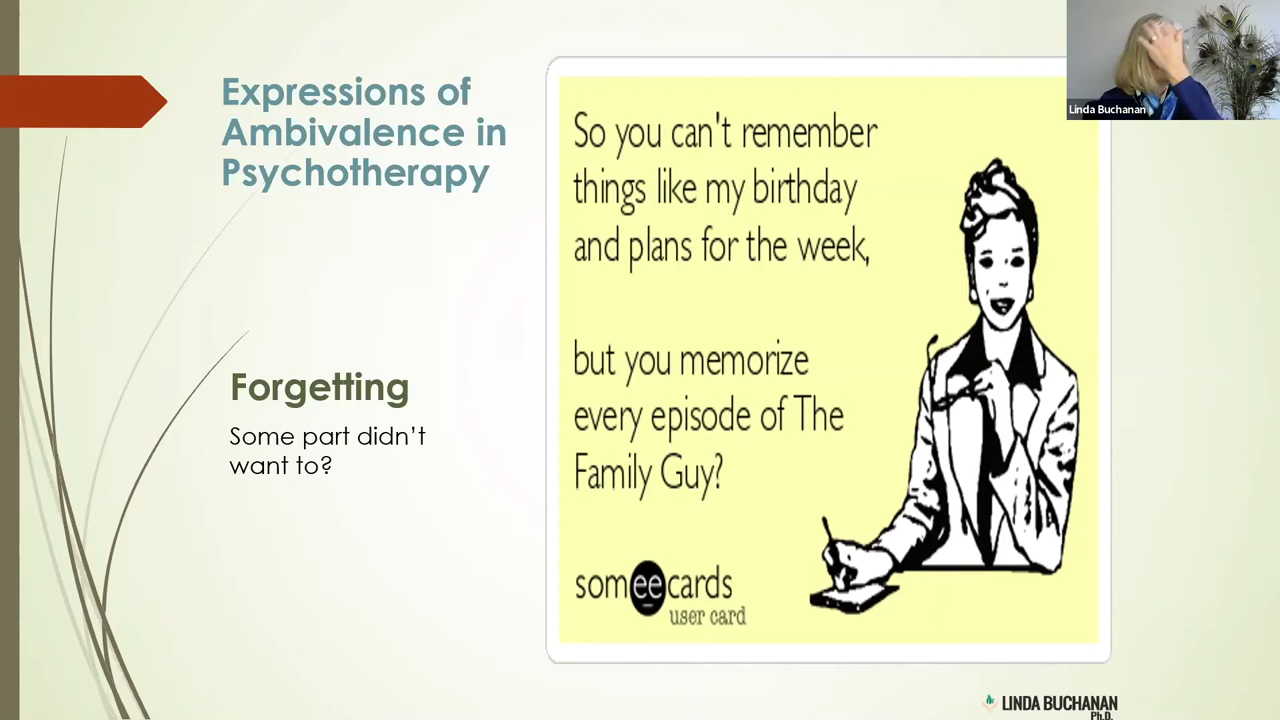 Expressions of
Ambivalence in
Psychotherapy
Forgetting
Some part didn't
want to?
So you can't remember
things like my birthday
and plans for the week,
but you memorize
every episode of The
Family Guy?
someecards
user card
Linda Buchanan
LINDA BUCHANAN
Ph.D.